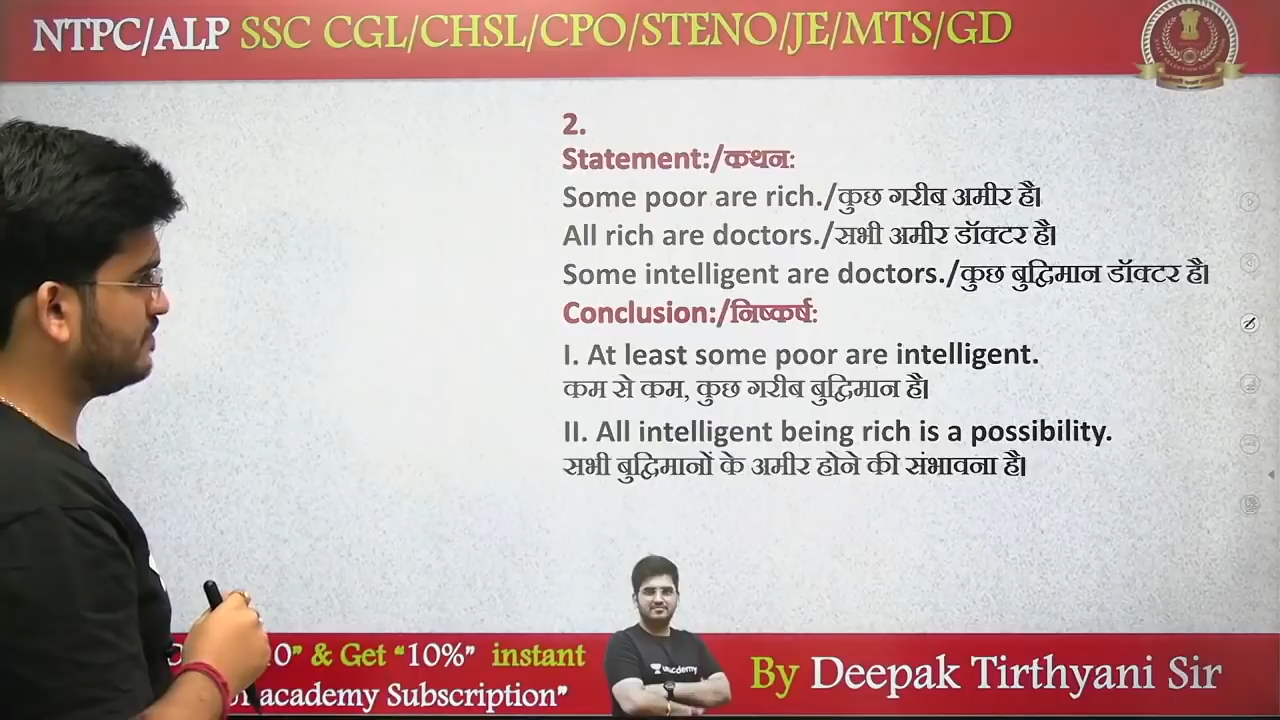 NTPC/ALP SSC CGL/CHSL/CPO/STENO/JE/MTS/GD
2.
Statement:/कथन:
Some poor are rich./कुछ गरीब अमीर है।
All rich are doctors./सभी अमीर डॉक्टर है।
Some intelligent are doctors./कुछ बुद्विमान डॉक्टर है।
Conclusion:/निष्कर्ष:
I. At least some poor are intelligent.
कम से कम, कुछ गरीब बुद्विमान है।
II. All intelligent being rich is a possibility.
सभी बुद्विमानों के अमीर होने की संभावना है।
10” & Get “10%” instant
academy Subscription”
unacademy
By Deepak Tirthyani Sir